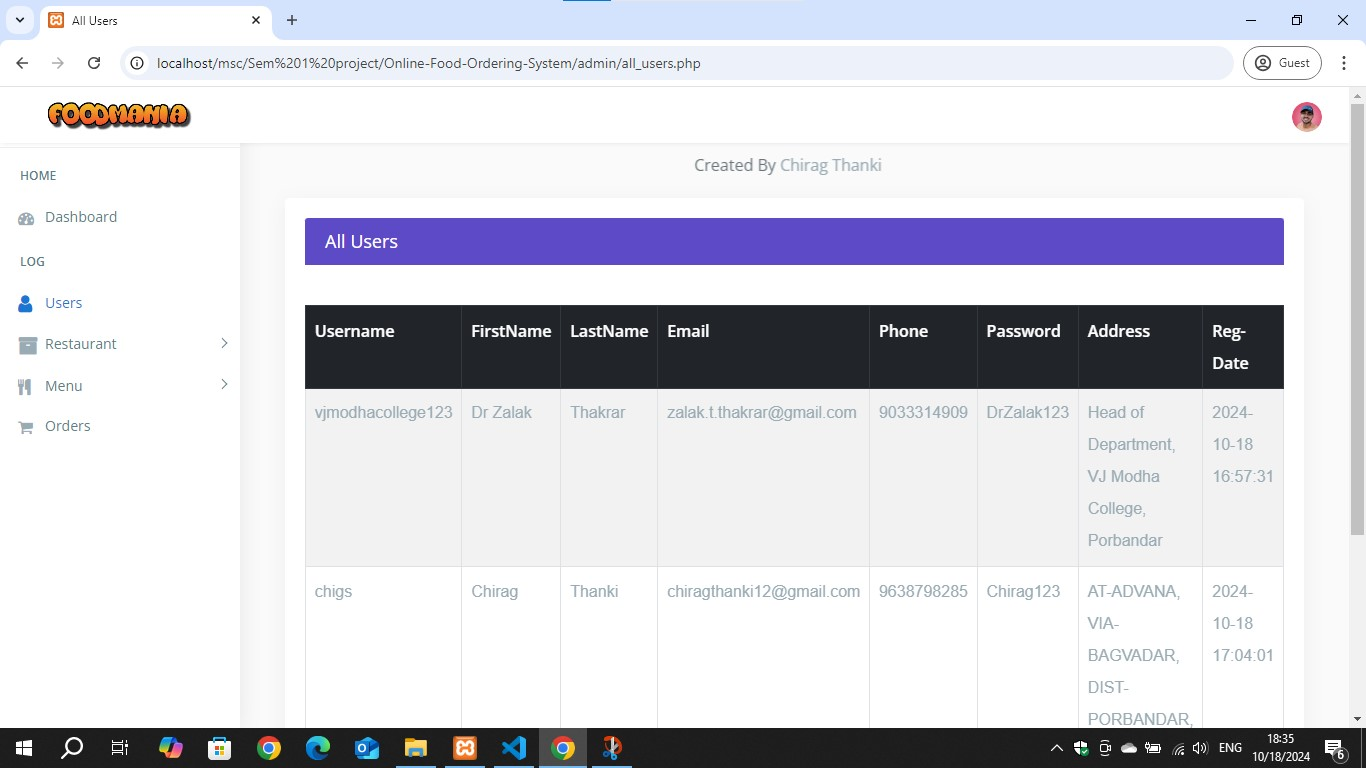 All Users
localhost/msc/Sem%201%20project/Online-Food-Ordering-System/admin/all_users.php
Guest
FOODMANIA
HOME
Dashboard
LOG
Users
Restaurant
Menu
Orders
Created By Chirag Thanki
All Users
Username FirstName LastName Email Phone Password Address Reg-
Date
vjmodhacollege123 Dr Zalak Thakrar zalak.t.thakrar@gmail.com 9033314909 DrZalak123 Head of 2024-
Department, 10-18
VJ Modha 16:57:31
College,
Porbandar
chigs Chirag Thanki chiragthanki12@gmail.com 9638798285 Chirag123 AT-ADVANA, 2024-
VIA- 10-18
BAGVADAR, 17:04:01
DIST-
PORBANDAR,
ENG
18:35
10/18/2024
6